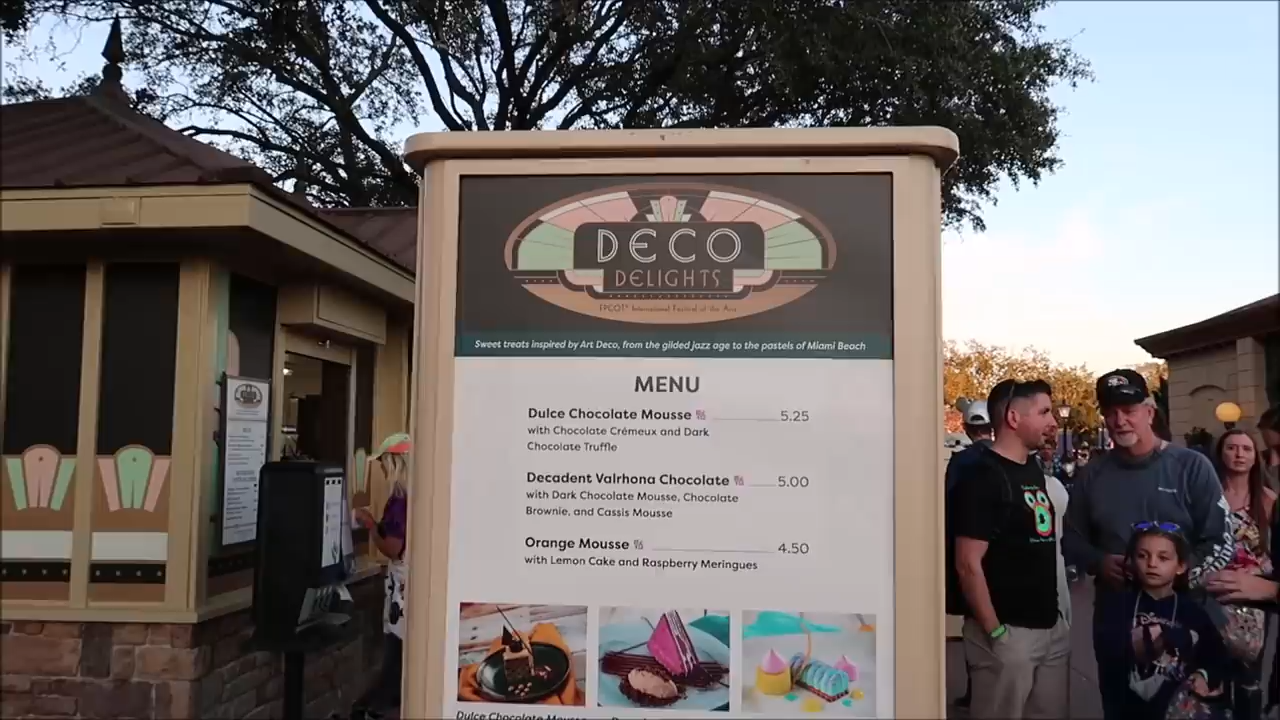 DECO
DELIGHTS
EPCOT® International Festival of the Arts
Sweet treats inspired by Art Deco, from the gilded jazz age to the pastels of Miami Beach
MENU
Dulce Chocolate Mousse 5.25
with Chocolate Crémeux and Dark
Chocolate Truffle
Decadent Valrhona Chocolate 5.00
with Dark Chocolate Mousse, Chocolate
Brownie, and Cassis Mousse
Orange Mousse 4.50
with Lemon Cake and Raspberry Meringues
Dulce Chocolate Mousse